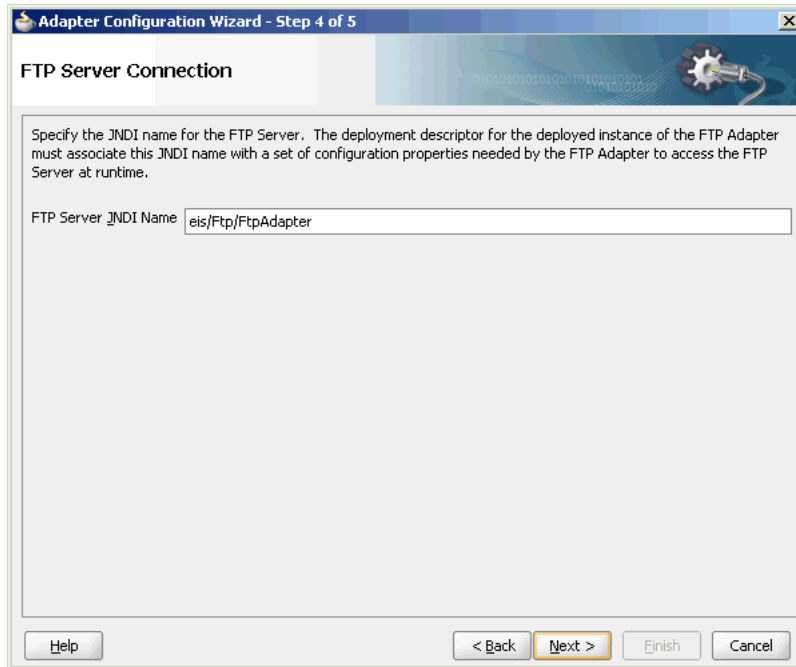 Adapter Configuration Wizard - Step 4 of 5
FTP Server Connection
Specify the JNDI name for the FTP Server. The deployment descriptor for the deployed instance of the FTP Adapter
must associate this JNDI name with a set of configuration properties needed by the FTP Adapter to access the FTP
Server at runtime.
FTP Server JNDI Name eis/Ftp/FtpAdapter
Help < Back Next > Finish Cancel